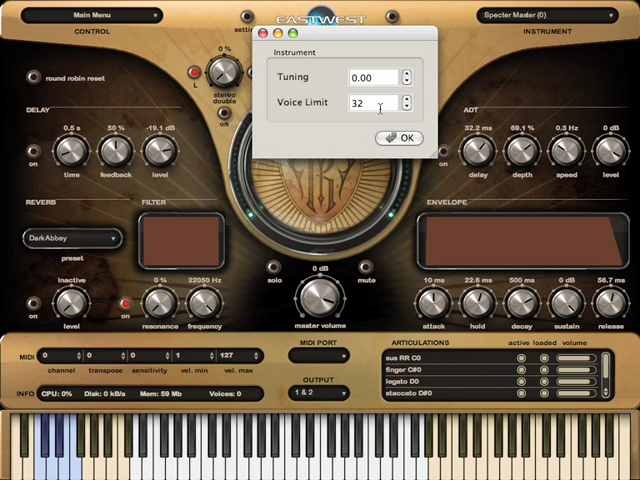 Main Menu
Specter Master (0)
EASTWEST
CONTROL
INSTRUMENT
Instrument
Tuning 0.00
Voice Limit 32
OK
round robin reset
0 %
L
stereo double
on
DELAY
ADT
0.5 s 50 % -19.1 dB
32.2 ms 69.1 % 0.3 Hz 0 dB
on
time feedback level
delay depth speed level
REVERB
FILTER
ENVELOPE
DarkAbbey
preset
solo
0 dB
mute
inactive
0 % 22050 Hz
10 ms 22.6 ms 500 ms 0 dB 56.7 ms
on
level
on
resonance frequency
master volume
attack hold decay sustain release
MIDI 0 0 0 1 127
channel transpose sensitivity vel. min vel. max
MIDI PORT
OUTPUT
1 & 2
INFO CPU: 0% Disk: 0 kB/s Mem: 59 Mb Voices: 0
ARTICULATIONS active loaded volume
sus RR C0
finger C#0
legato D0
staccato D#0